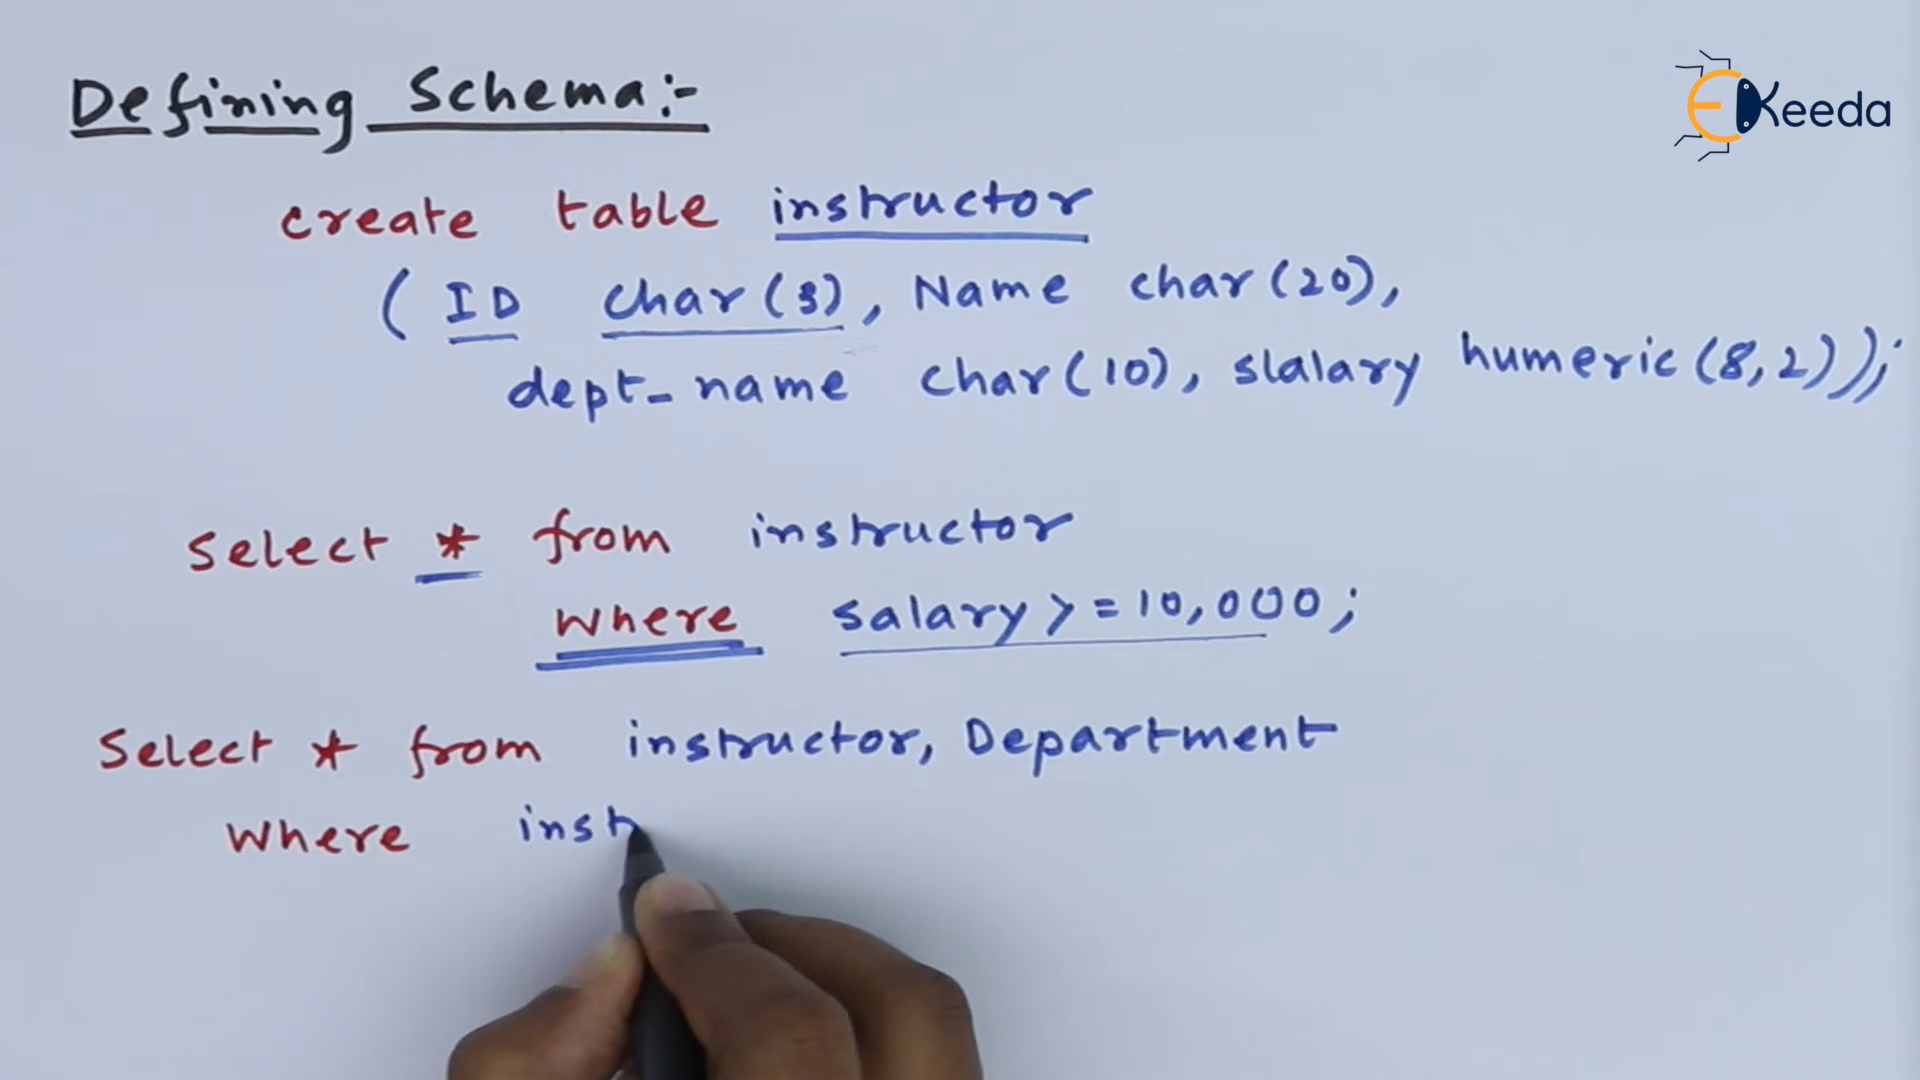 Defining Schema:-
EKeeda
create table instructor
( ID char(3), Name char(20),
dept_name char(10), slalary numeric(8,2));
Select * from instructor
where salary >= 10,000;
Select * from instructor, Department
where inst